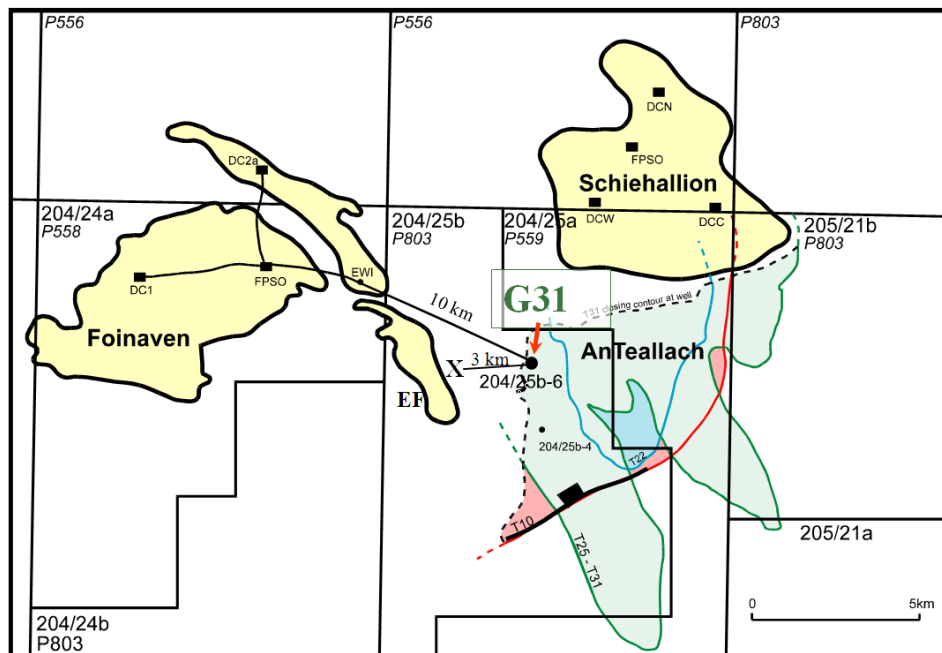 P556
P556
P803
DCN
DC2a
FPSO
Schiehallion
204/24a
P558
204/25b
P803
204/25a
P559
DCW
DCC
205/21b
P803
EWI
DC1
FPSO
10 km
G31
T31 closing contour at well
Foinaven
AnTeallach
X
3 km
204/25b-6
EF
204/25b-4
T22
T10
T25 - T31
205/21a
0
5km
204/24b
P803